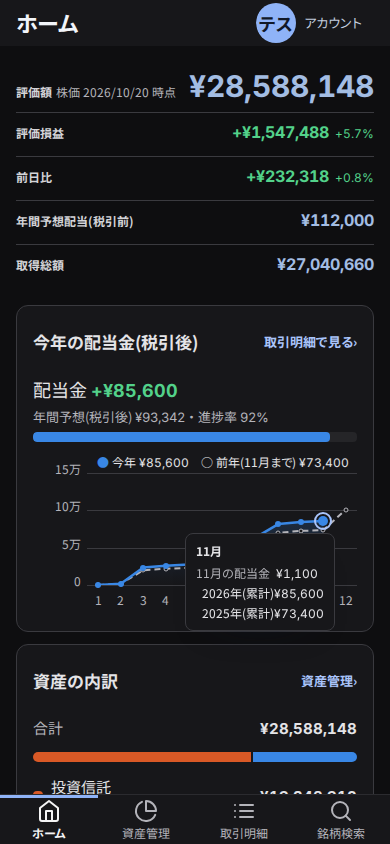 ホーム
テス アカウント
評価額 株価 2026/10/20 時点 ¥28,588,148
評価損益 +¥1,547,488 +5.7%
前日比 +¥232,318 +0.8%
年間予想配当(税引前) ¥112,000
取得総額 ¥27,040,660
今年の配当金(税引後) 取引明細で見る›
配当金 +¥85,600
年間予想(税引後) ¥93,342・進捗率 92%
今年 ¥85,600 前年(11月まで) ¥73,400
15万
10万
5万
0
1 2 3 4 12
11月
11月の配当金 ¥1,100
2026年(累計)¥85,600
2025年(累計)¥73,400
資産の内訳 資産管理›
合計 ¥28,588,148
投資信託
ホーム 資産管理 取引明細 銘柄検索